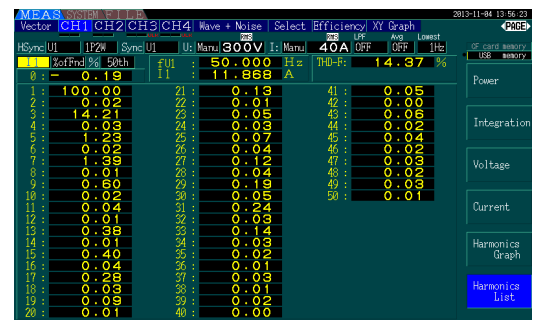 MEAS SYSTEM FILE 2013-11-04 13:56:23
Vector CH1 CH2 CH3 CH4 Wave + Noise Select Efficiency XY Graph <PAGE>
RMS RMS LPF Avg Lowest
HSync U1 1P2W Sync U1 U: Manu 300V I: Manu 40A OFF OFF 1Hz
CF card memory
USB memory
I1 %ofFnd % 50th fU1 : 50.000 Hz THD-F: 14.37 %
0 : - 0.19 I1 : 11.868 A
1 : 100.00 21 : 0.13 41 : 0.05
2 : 0.02 22 : 0.01 42 : 0.00
3 : 14.21 23 : 0.05 43 : 0.06
4 : 0.03 24 : 0.03 44 : 0.02
5 : 1.23 25 : 0.07 45 : 0.04
6 : 0.02 26 : 0.04 46 : 0.02
7 : 1.39 27 : 0.12 47 : 0.03
8 : 0.01 28 : 0.04 48 : 0.02
9 : 0.60 29 : 0.19 49 : 0.03
10 : 0.02 30 : 0.05 50 : 0.01
11 : 0.04 31 : 0.24
12 : 0.01 32 : 0.03
13 : 0.38 33 : 0.14
14 : 0.01 34 : 0.03
15 : 0.40 35 : 0.02
16 : 0.04 36 : 0.01
17 : 0.28 37 : 0.03
18 : 0.03 38 : 0.01
19 : 0.09 39 : 0.02
20 : 0.01 40 : 0.01
Power
Integration
Voltage
Current
Harmonics
Graph
Harmonics
List